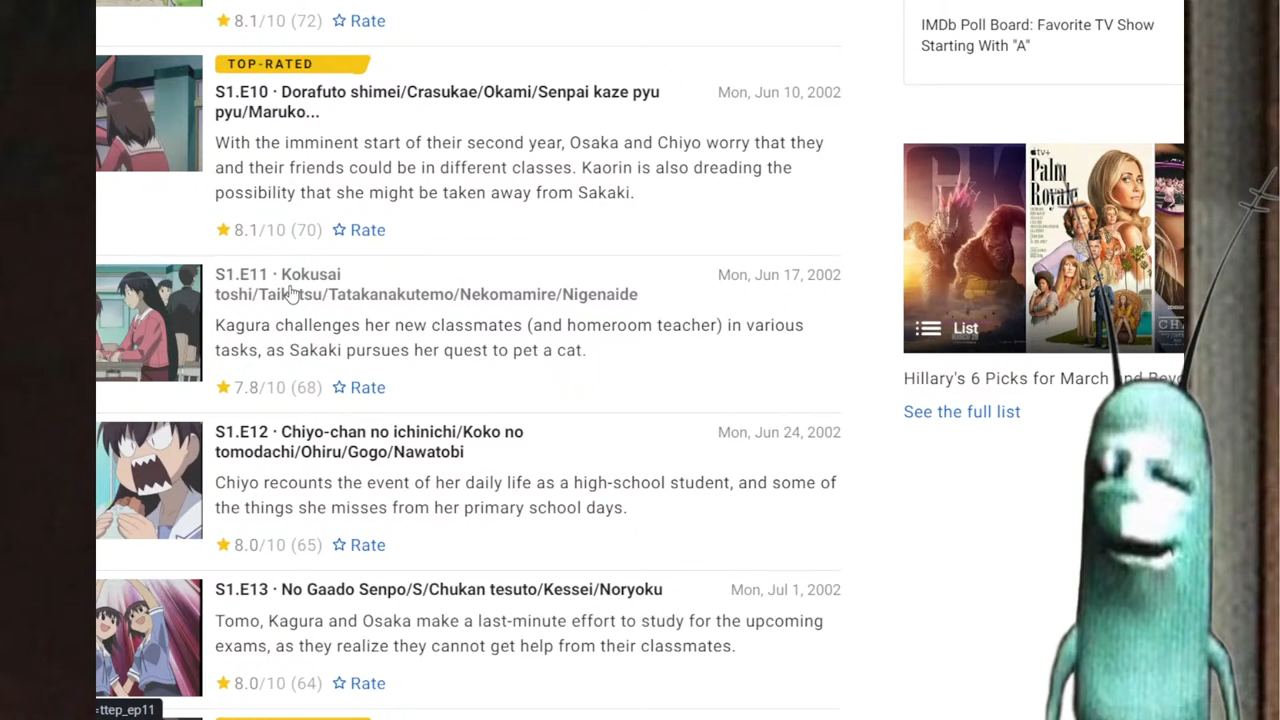 8.1/10 (72) Rate
TOP-RATED
S1.E10 · Dorafuto shimei/Crasukae/Okami/Senpai kaze pyu
pyu/Maruko...
Mon, Jun 10, 2002
With the imminent start of their second year, Osaka and Chiyo worry that they
and their friends could be in different classes. Kaorin is also dreading the
possibility that she might be taken away from Sakaki.
8.1/10 (70) Rate
S1.E11 · Kokusai
Mon, Jun 17, 2002
Kagura challenges her new classmates (and homeroom teacher) in various
tasks, as Sakaki pursues her quest to pet a cat.
7.8/10 (68) Rate
S1.E12 · Chiyo-chan no ichinichi/Koko no
tomodachi/Ohiru/Gogo/Nawatobi
Mon, Jun 24, 2002
Chiyo recounts the event of her daily life as a high-school student, and some of
the things she misses from her primary school days.
8.0/10 (65) Rate
S1.E13 · No Gaado Senpo/S/Chukan tesuto/Kessei/Noryoku
Mon, Jul 1, 2002
Tomo, Kagura and Osaka make a last-minute effort to study for the upcoming
exams, as they realize they cannot get help from their classmates.
8.0/10 (64) Rate
=ttep_ep11
IMDb Poll Board: Favorite TV Show
Starting With "A"
tv+
Palm
Royale
List
Hillary's 6 Picks for March and Beyo
See the full list